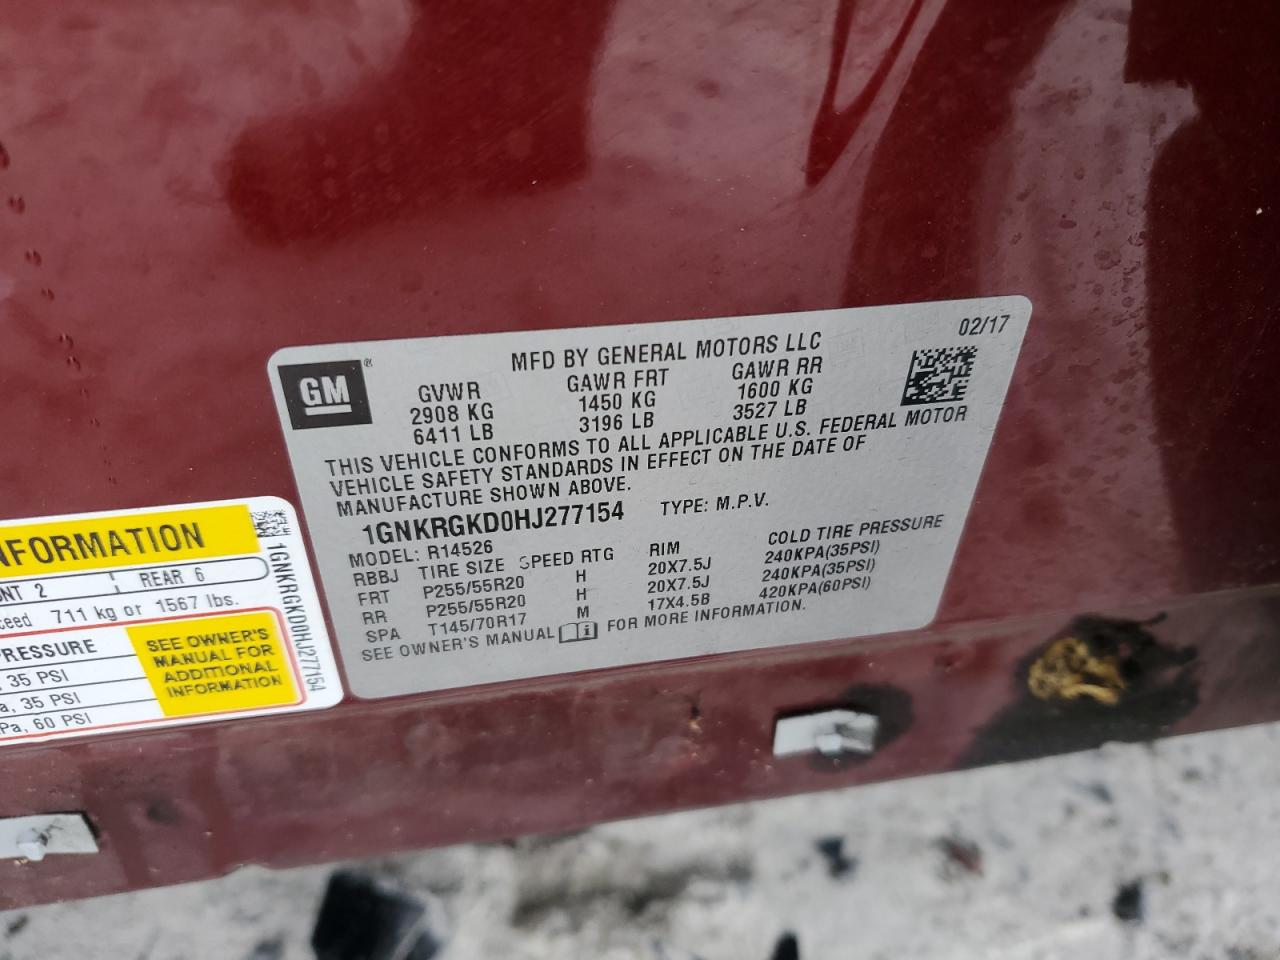 02/17
MFD BY GENERAL MOTORS LLC
GM®
GVWR GAWR FRT GAWR RR
2908 KG 1450 KG 1600 KG
6411 LB 3196 LB 3527 LB
THIS VEHICLE CONFORMS TO ALL APPLICABLE U.S. FEDERAL MOTOR
VEHICLE SAFETY STANDARDS IN EFFECT ON THE DATE OF
MANUFACTURE SHOWN ABOVE.
1GNKRGKD0HJ277154 TYPE: M.P.V.
MODEL: R14526
RBBJ TIRE SIZE SPEED RTG RIM COLD TIRE PRESSURE
FRT P255/55R20 H 20X7.5J 240KPA(35PSI)
RR P255/55R20 H 20X7.5J 240KPA(35PSI)
SPA T145/70R17 M 17X4.5B 420KPA(60PSI)
SEE OWNER'S MANUAL FOR MORE INFORMATION.
NFORMATION
NT 2 REAR 6
ceed 711 kg or 1567 lbs.
PRESSURE
, 35 PSI
a, 35 PSI
Pa, 60 PSI
SEE OWNER'S
MANUAL FOR
ADDITIONAL
INFORMATION
1GNKRGKD0HJ277154